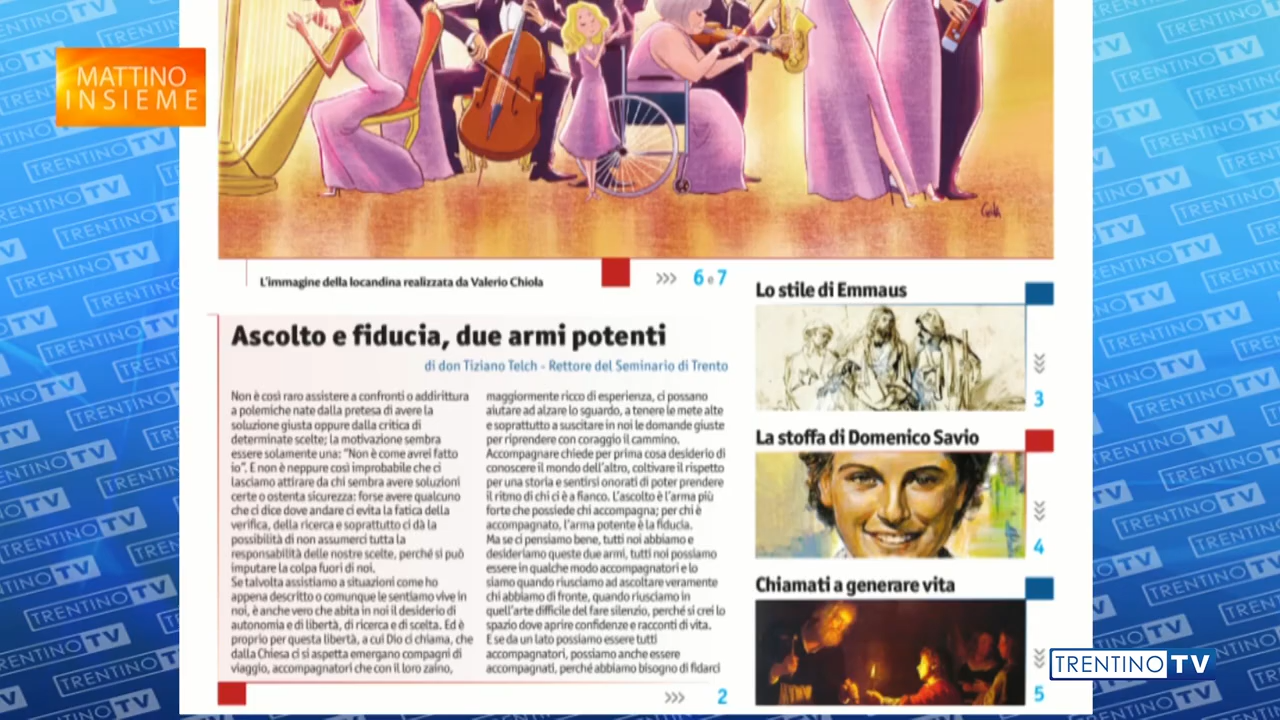 MATTINO
INSIEME
L'immagine della locandina realizzata da Valerio Chiola
>>> 6 e 7
Ascolto e fiducia, due armi potenti
di don Tiziano Telch - Rettore del Seminario di Trento
Non è così raro assistere a confronti o addirittura
a polemiche nate dalla pretesa di avere la
soluzione giusta oppure dalla critica di
determinate scelte; la motivazione sembra
essere solamente una: "Non è come avrei fatto
io". E non è neppure così improbabile che ci
lasciamo attirare da chi sembra avere soluzioni
certe o ostenta sicurezza: forse avere qualcuno
che ci dice dove andare ci evita la fatica della
verifica, della ricerca e soprattutto ci dà la
possibilità di non assumerci tutta la
responsabilità delle nostre scelte, perché si può
imputare la colpa fuori di noi.
Se talvolta assistiamo a situazioni come ho
appena descritto o comunque le sentiamo vive in
noi, è anche vero che abita in noi il desiderio di
autonomia e di libertà, di ricerca e di scelta. Ed è
proprio per questa libertà, a cui Dio ci chiama, che
dalla Chiesa ci si aspetta emergano compagni di
viaggio, accompagnatori che con il loro zaino,
maggiormente ricco di esperienza, ci possano
aiutare ad alzare lo sguardo, a tenere le mete alte
e soprattutto a suscitare in noi le domande giuste
per riprendere con coraggio il cammino.
Accompagnare chiede per prima cosa desiderio di
conoscere il mondo dell'altro, coltivare il rispetto
per una storia e sentirsi onorati di poter prendere
il ritmo di chi ci è a fianco. L'ascolto è l'arma più
forte che possiede chi accompagna; per chi è
accompagnato, l'arma potente è la fiducia.
Ma se ci pensiamo bene, tutti noi abbiamo e
desideriamo queste due armi, tutti noi possiamo
essere in qualche modo accompagnatori e lo
siamo quando riusciamo ad ascoltare veramente
chi abbiamo di fronte, quando riusciamo in
quell'arte difficile del fare silenzio, perché si crei lo
spazio dove aprire confidenze e racconti di vita.
E se da un lato possiamo essere tutti
accompagnatori, possiamo anche essere
accompagnati, perché abbiamo bisogno di fidarci
>>> 2
Lo stile di Emmaus
3
La stoffa di Domenico Savio
4
Chiamati a generare vita
5
TRENTINO TV